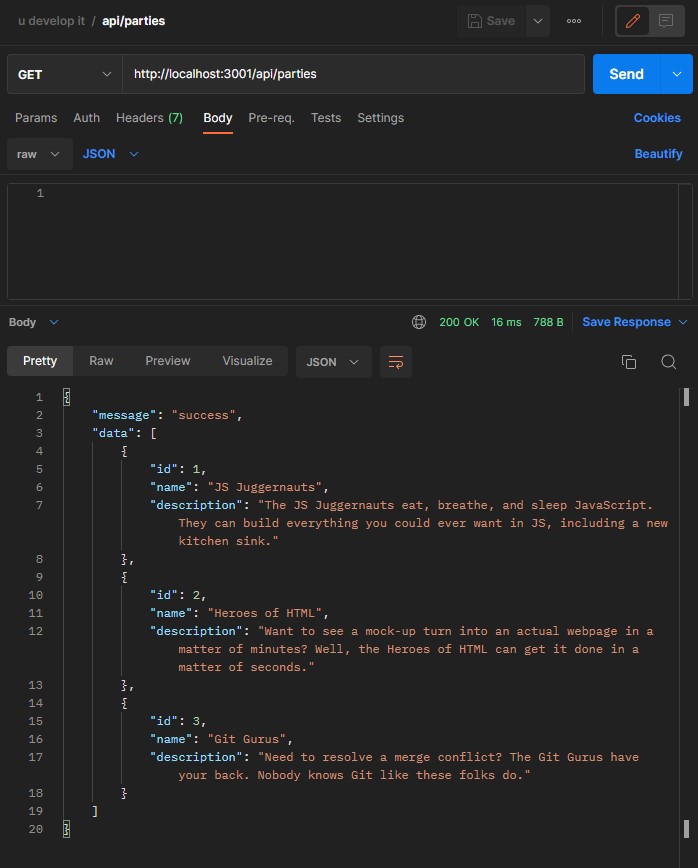 u develop it / api/parties
Save
GET
http://localhost:3001/api/parties
Send
Params Auth Headers (7) Body Pre-req. Tests Settings Cookies
raw JSON Beautify
1
Body 200 OK 16 ms 788 B Save Response
Pretty Raw Preview Visualize JSON
1 {
2 "message": "success",
3 "data": [
4 {
5 "id": 1,
6 "name": "JS Juggernauts",
7 "description": "The JS Juggernauts eat, breathe, and sleep JavaScript.
They can build everything you could ever want in JS, including a new
kitchen sink."
8 },
9 {
10 "id": 2,
11 "name": "Heroes of HTML",
12 "description": "Want to see a mock-up turn into an actual webpage in a
matter of minutes? Well, the Heroes of HTML can get it done in a
matter of seconds."
13 },
14 {
15 "id": 3,
16 "name": "Git Gurus",
17 "description": "Need to resolve a merge conflict? The Git Gurus have
your back. Nobody knows Git like these folks do."
18 }
19 ]
20 }